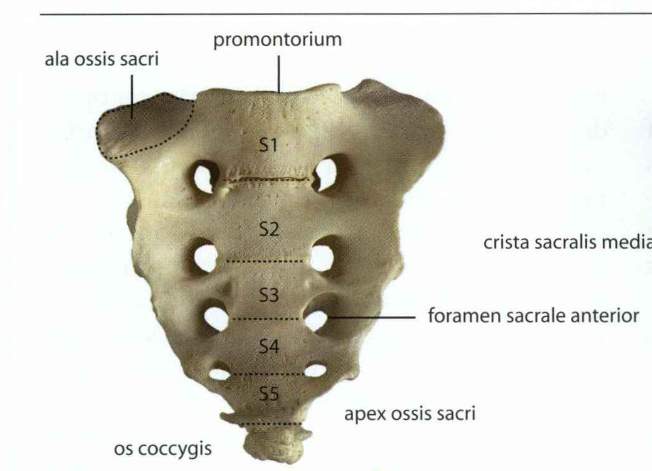 promontorium
ala ossis sacri
S1
S2
crista sacralis media
S3
foramen sacrale anterior
S4
S5
apex ossis sacri
os coccygis